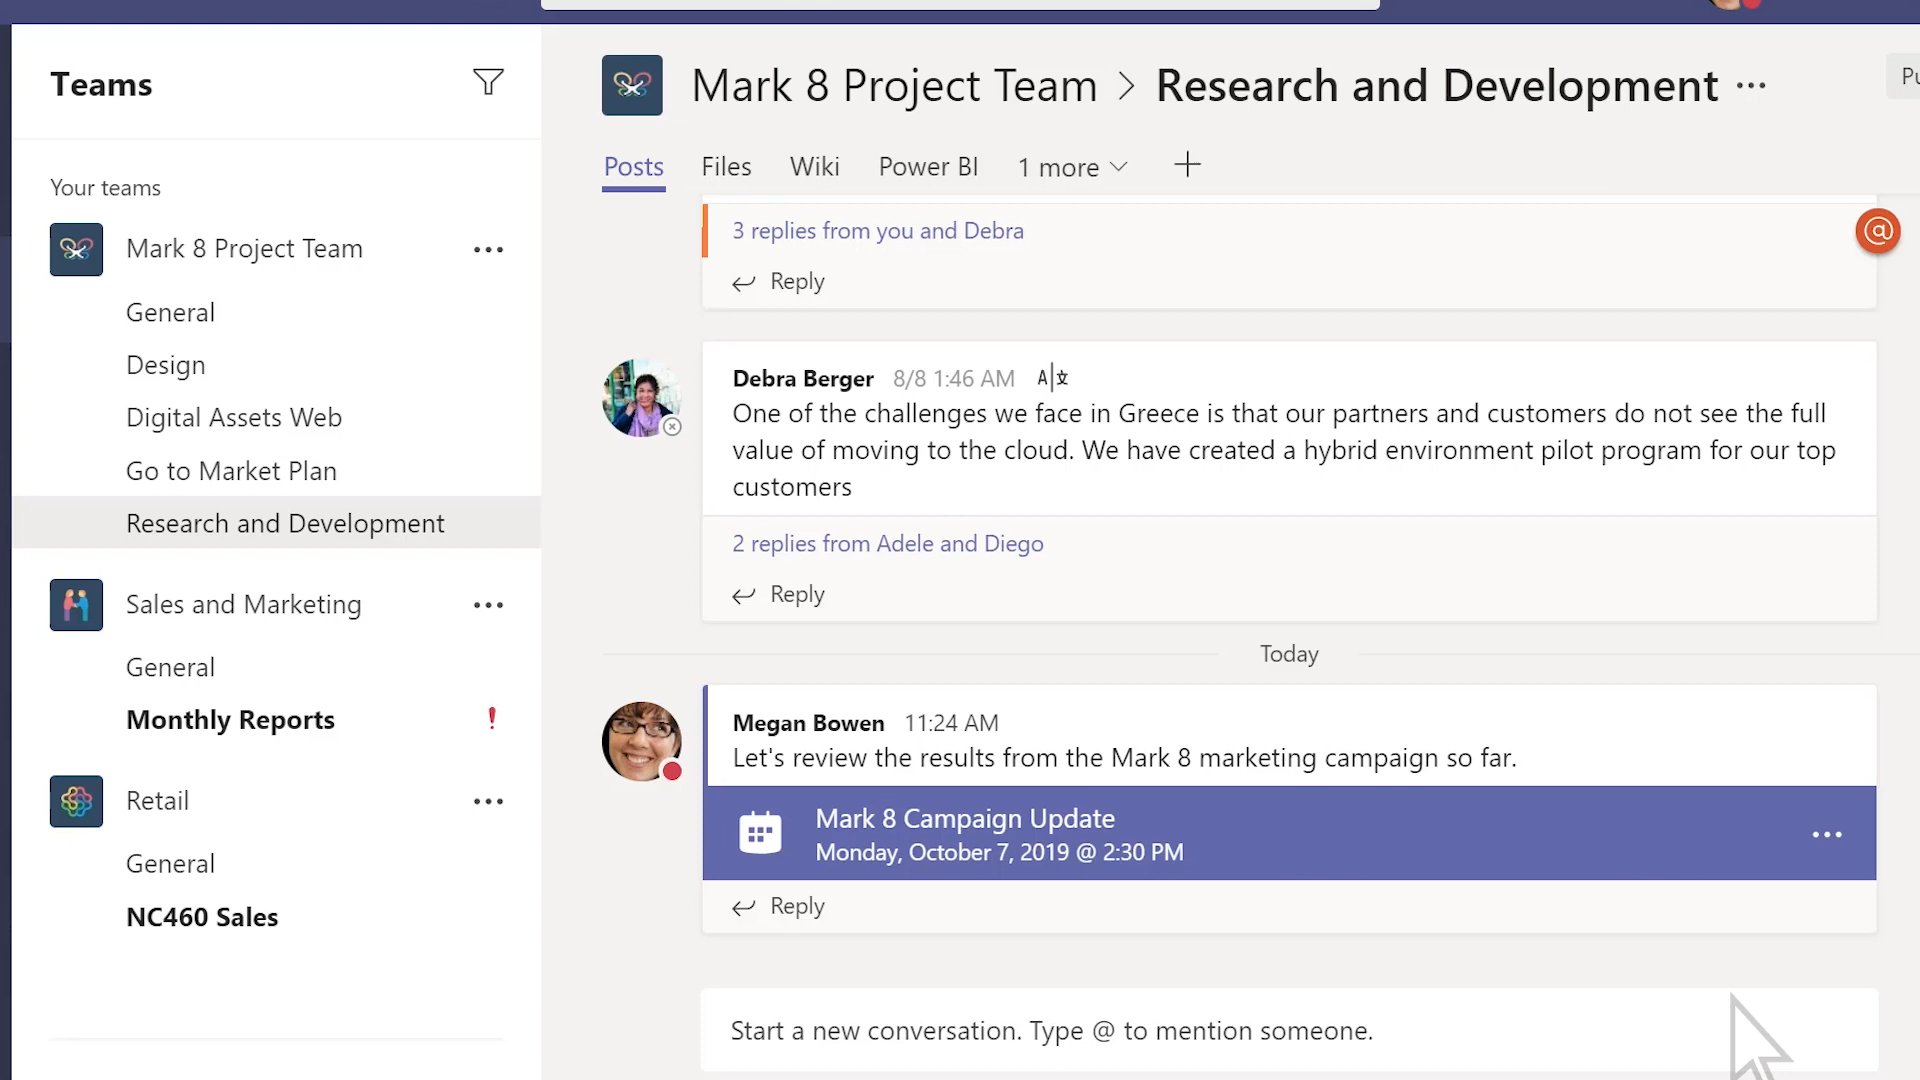 Teams
Your teams
Mark 8 Project Team
General
Design
Digital Assets Web
Go to Market Plan
Research and Development
Sales and Marketing
General
Monthly Reports
Retail
General
NC460 Sales
Mark 8 Project Team > Research and Development ...
Posts Files Wiki Power BI 1 more
3 replies from you and Debra
@
Reply
Debra Berger 8/8 1:46 AM
One of the challenges we face in Greece is that our partners and customers do not see the full
value of moving to the cloud. We have created a hybrid environment pilot program for our top
customers
2 replies from Adele and Diego
Reply
Today
Megan Bowen 11:24 AM
Let's review the results from the Mark 8 marketing campaign so far.
Mark 8 Campaign Update
Monday, October 7, 2019 @ 2:30 PM
Reply
Start a new conversation. Type @ to mention someone.